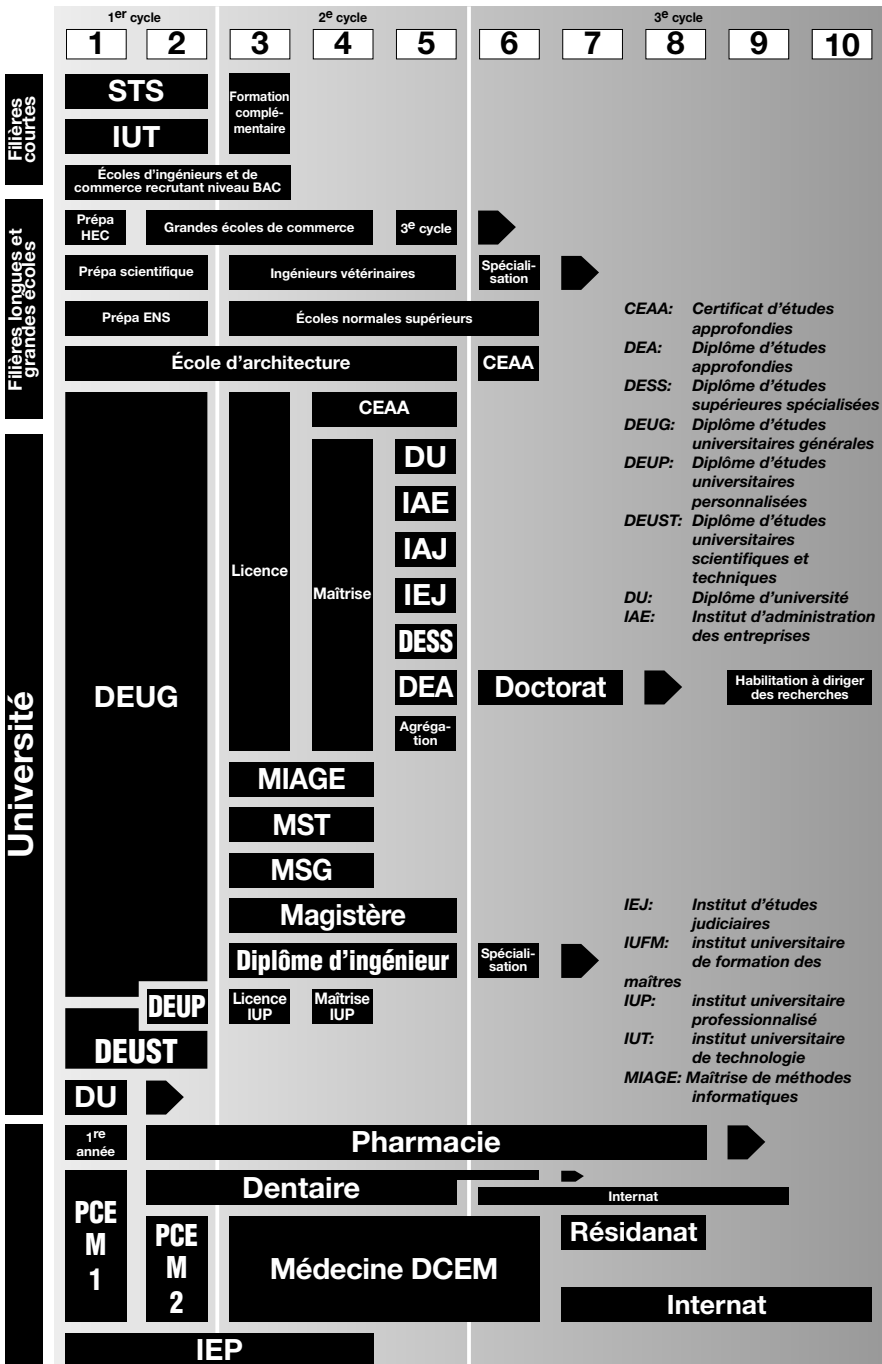 1er cycle
2e cycle
3e cycle
1 2 3 4 5 6 7 8 9 10
Filières
courtes
STS
Formation
complé-
mentaire
IUT
Écoles d'ingénieurs et de
commerce recrutant niveau BAC
Filières longues et
grandes écoles
Prépa
HEC
Grandes écoles de commerce
3e cycle
Prépa scientifique
Ingénieurs vétérinaires
Spéciali-
sation
Prépa ENS
Écoles normales supérieurs
École d'architecture
CEAA
CEAA: Certificat d'études
approfondies
DEA: Diplôme d'études
approfondies
DESS: Diplôme d'études
supérieures spécialisées
DEUG: Diplôme d'études
universitaires générales
DEUP: Diplôme d'études
universitaires
personnalisées
DEUST: Diplôme d'études
universitaires
scientifiques et
techniques
DU: Diplôme d'université
IAE: Institut d'administration
des entreprises
Université
DEUG
Licence
CEAA
Maîtrise
DU
IAE
IAJ
IEJ
DESS
DEA
Doctorat
Habilitation à diriger
des recherches
Agréga-
tion
MIAGE
MST
MSG
Magistère
Diplôme d'ingénieur
Spéciali-
sation
DEUP
Licence
IUP
Maîtrise
IUP
DEUST
DU
IEJ: Institut d'études
judiciaires
IUFM: institut universitaire
de formation des
maîtres
IUP: institut universitaire
professionnalisé
IUT: institut universitaire
de technologie
MIAGE: Maîtrise de méthodes
informatiques
1re
année
Pharmacie
Dentaire
Internat
PCE
M
1
PCE
M
2
Médecine DCEM
Résidanat
Internat
IEP